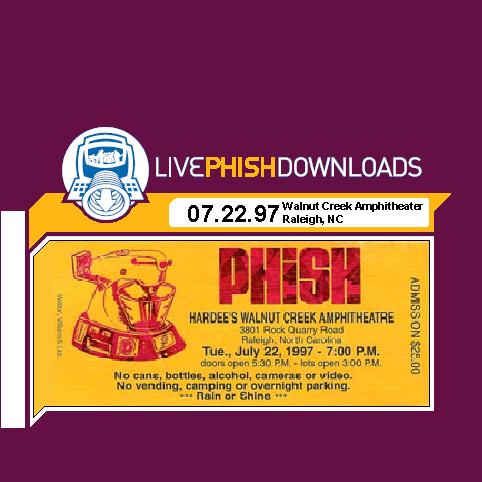 LIVEPHISHDOWNLOADS
07.22.97 Walnut Creek Amphitheater
Raleigh, NC
PHISH
HARDEE'S WALNUT CREEK AMPHITHEATRE
3801 Rock Quarry Road
Raleigh, North Carolina
Tue., July 22, 1997 - 7:00 P.M.
doors open 5:30 P.M. - lots open 3:00 P.M.
No cans, bottles, alcohol, cameras or video.
No vending, camping or overnight parking.
*** Rain or Shine ***
ADMISSION $25.00